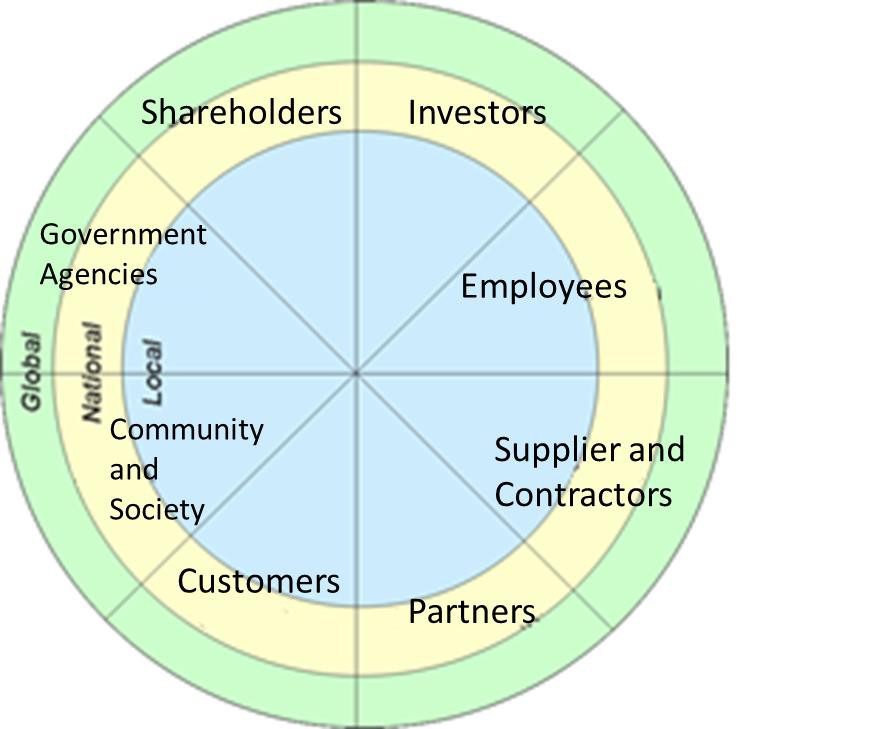 Shareholders
Investors
Government
Agencies
Employees
Global
National
Local
Community
and
Society
Supplier and
Contractors
Customers
Partners